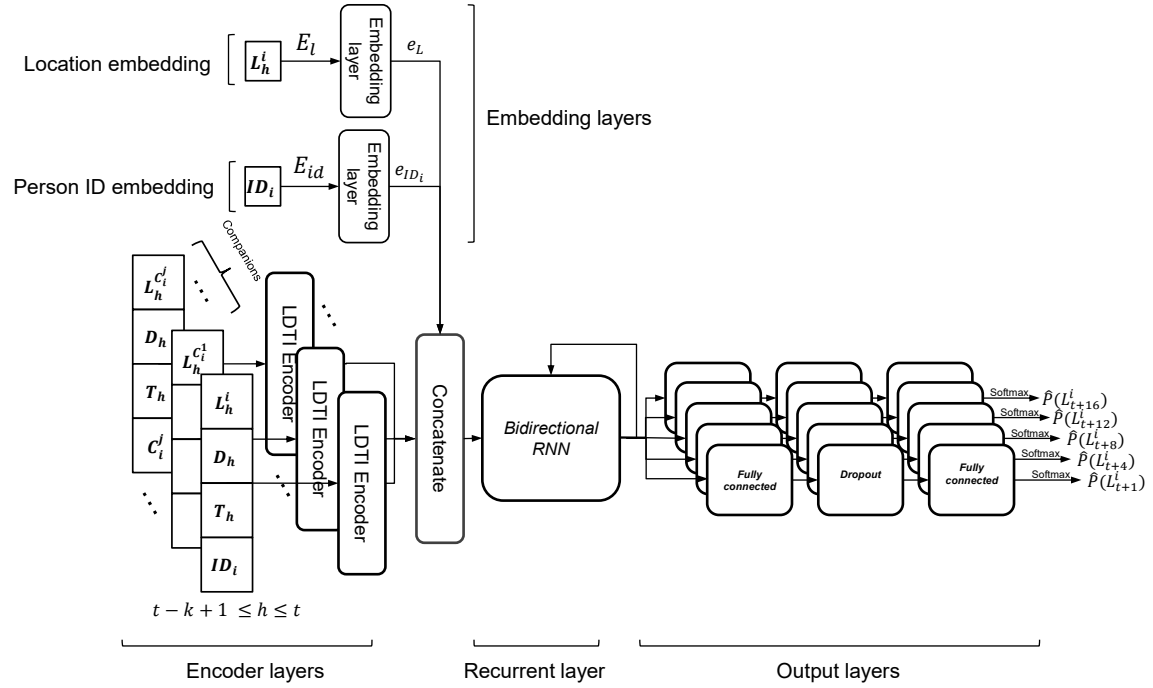 Location embedding
L_h^i
E_l
Embedding layer
e_L
Embedding layers
Person ID embedding
ID_i
E_id
Embedding layer
e_{ID_i}
Companions
L_h^{C_i^j}
D_h
T_h
C_i^j
L_h^{C_i^1}
L_h^i
D_h
T_h
ID_i
t − k + 1 ≤ h ≤ t
LDTI Encoder
LDTI Encoder
LDTI Encoder
Concatenate
Bidirectional
RNN
Fully
connected
Dropout
Fully
connected
Softmax
P̂(L_{t+16}^i)
Softmax
P̂(L_{t+12}^i)
Softmax
P̂(L_{t+8}^i)
Softmax
P̂(L_{t+4}^i)
Softmax
P̂(L_{t+1}^i)
Encoder layers
Recurrent layer
Output layers